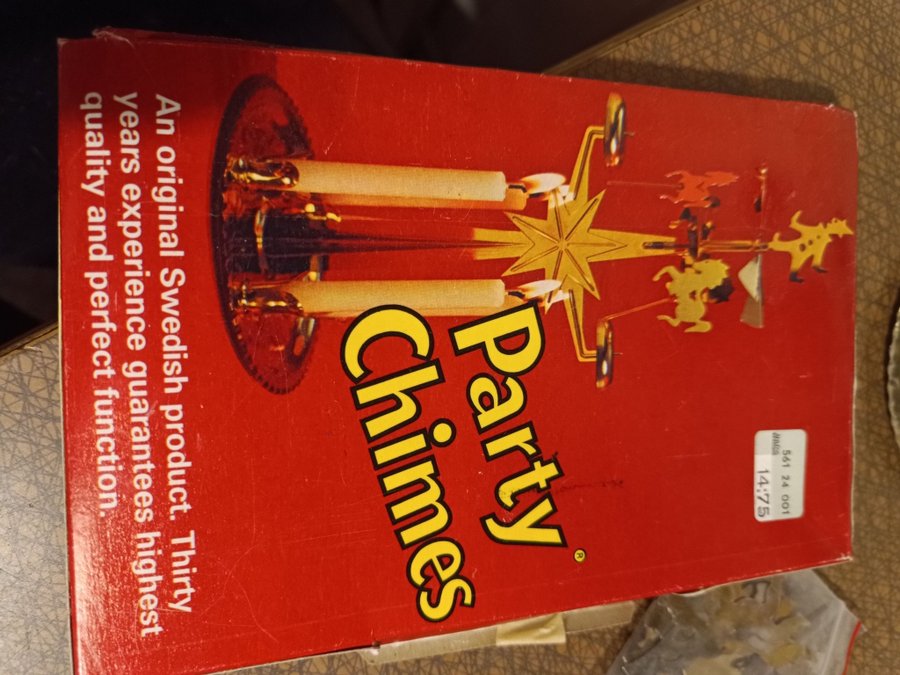 Party®
Chimes
An original Swedish product. Thirty
years experience guarantees highest
quality and perfect function.
561 24 001
14:75